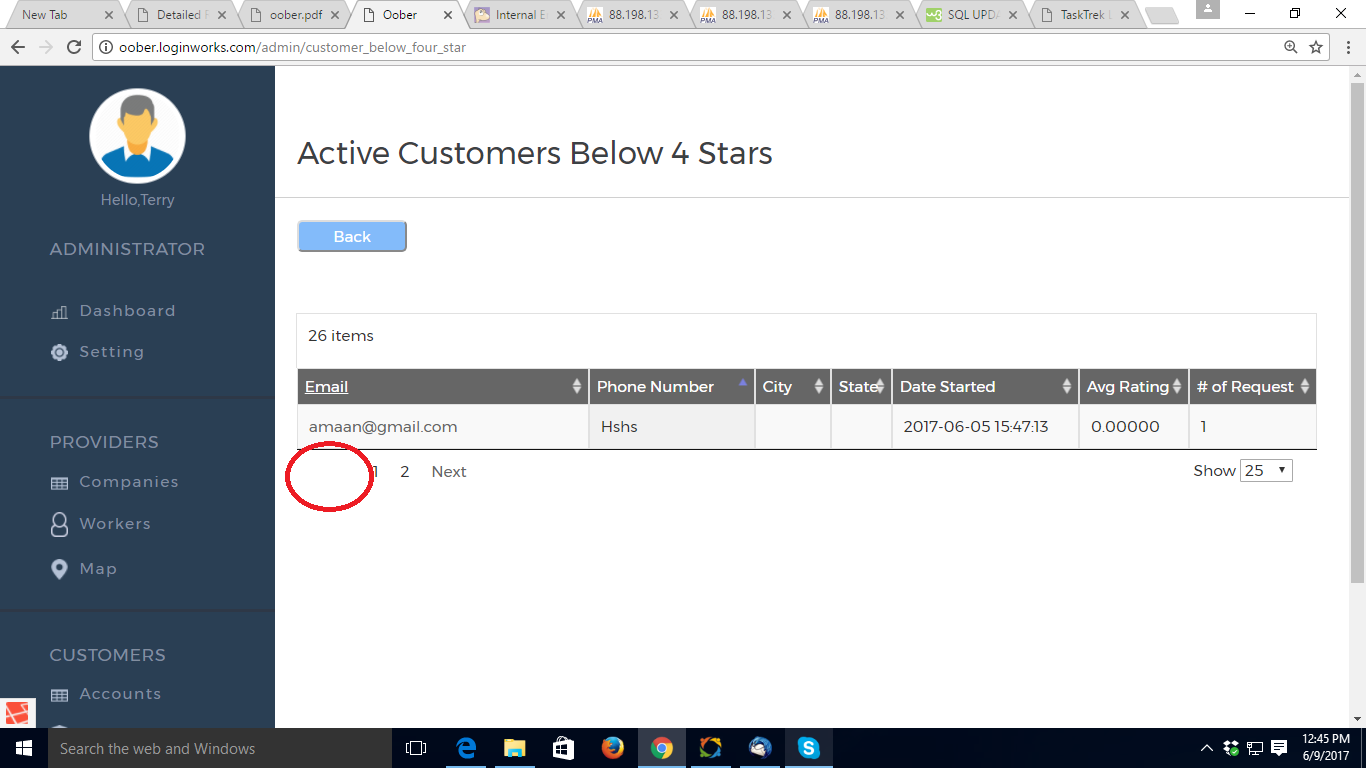 New Tab
Detailed
oober.pdf
Oober
Internal
88.198.13
88.198.13
88.198.13
SQL UPD
TaskTrek
oober.loginworks.com/admin/customer_below_four_star
Hello,Terry
ADMINISTRATOR
Dashboard
Setting
PROVIDERS
Companies
Workers
Map
CUSTOMERS
Accounts
Active Customers Below 4 Stars
Back
26 items
Email Phone Number City State Date Started Avg Rating # of Request
amaan@gmail.com Hshs 2017-06-05 15:47:13 0.00000 1
1 2 Next Show 25
Search the web and Windows
12:45 PM
6/9/2017